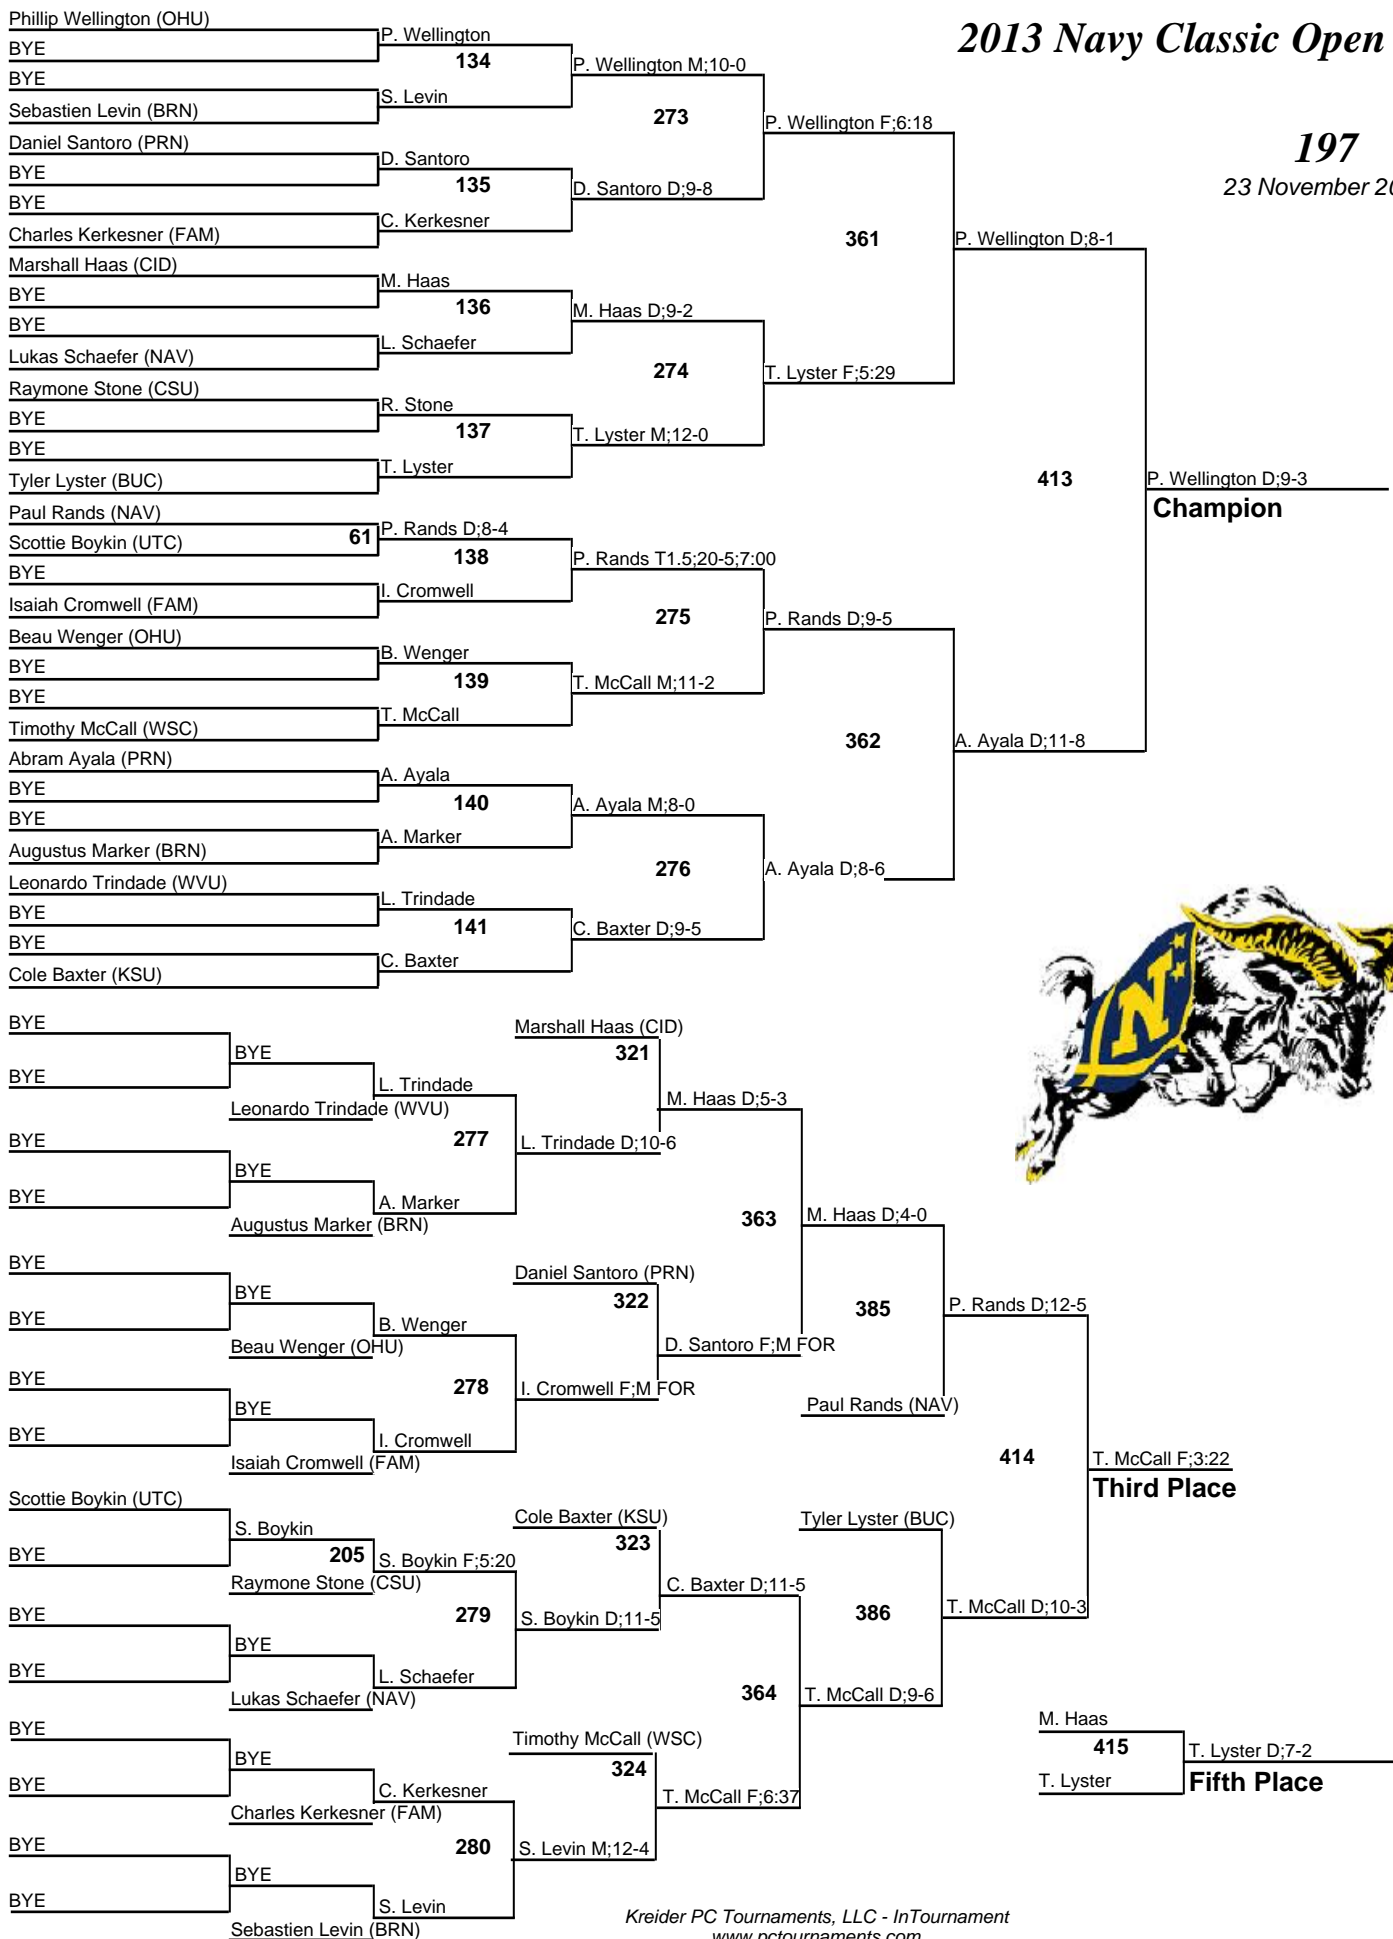 2013 Navy Classic Open
197
23 November 20
Phillip Wellington (OHU)
BYE
BYE
Sebastien Levin (BRN)
Daniel Santoro (PRN)
BYE
BYE
Charles Kerkesner (FAM)
Marshall Haas (CID)
BYE
BYE
Lukas Schaefer (NAV)
Raymone Stone (CSU)
BYE
BYE
Tyler Lyster (BUC)
Paul Rands (NAV)
Scottie Boykin (UTC)
BYE
Isaiah Cromwell (FAM)
Beau Wenger (OHU)
BYE
BYE
Timothy McCall (WSC)
Abram Ayala (PRN)
BYE
BYE
Augustus Marker (BRN)
Leonardo Trindade (WVU)
BYE
BYE
Cole Baxter (KSU)
61
P. Wellington
134
S. Levin
D. Santoro
135
C. Kerkesner
M. Haas
136
L. Schaefer
R. Stone
137
T. Lyster
P. Rands D;8-4
138
I. Cromwell
B. Wenger
139
T. McCall
A. Ayala
140
A. Marker
L. Trindade
141
C. Baxter
P. Wellington M;10-0
273
D. Santoro D;9-8
M. Haas D;9-2
274
T. Lyster M;12-0
P. Rands T1.5;20-5;7:00
275
T. McCall M;11-2
A. Ayala M;8-0
276
C. Baxter D;9-5
P. Wellington F;6:18
361
T. Lyster F;5:29
P. Rands D;9-5
362
A. Ayala D;8-6
P. Wellington D;8-1
413
A. Ayala D;11-8
P. Wellington D;9-3
Champion
BYE
BYE
BYE
BYE
BYE
BYE
BYE
BYE
Scottie Boykin (UTC)
BYE
BYE
BYE
BYE
BYE
BYE
BYE
BYE
Leonardo Trindade (WVU)
BYE
Augustus Marker (BRN)
BYE
Beau Wenger (OHU)
BYE
Isaiah Cromwell (FAM)
S. Boykin
205
Raymone Stone (CSU)
BYE
Lukas Schaefer (NAV)
BYE
Charles Kerkesner (FAM)
BYE
Sebastien Levin (BRN)
L. Trindade
277
A. Marker
B. Wenger
278
I. Cromwell
S. Boykin F;5:20
279
L. Schaefer
C. Kerkesner
280
S. Levin
Marshall Haas (CID)
321
L. Trindade D;10-6
Daniel Santoro (PRN)
322
I. Cromwell F;M FOR
Cole Baxter (KSU)
323
S. Boykin D;11-5
Timothy McCall (WSC)
324
S. Levin M;12-4
M. Haas D;5-3
363
D. Santoro F;M FOR
C. Baxter D;11-5
364
T. McCall F;6:37
M. Haas D;4-0
385
Paul Rands (NAV)
Tyler Lyster (BUC)
386
T. McCall D;9-6
P. Rands D;12-5
414
T. McCall D;10-3
T. McCall F;3:22
Third Place
M. Haas
415
T. Lyster
T. Lyster D;7-2
Fifth Place
N
Kreider PC Tournaments, LLC - InTournament
www.pctournaments.com